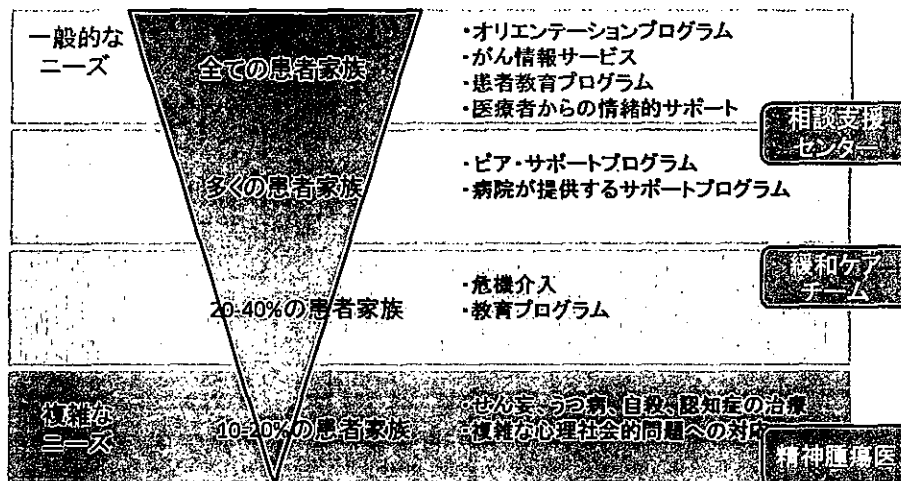 一般的な
ニーズ
全ての患者家族
・オリエンテーションプログラム
・がん情報サービス
・患者教育プログラム
・医療者からの情緒的サポート
相談支援
センター
多くの患者家族
・ピア・サポートプログラム
・病院が提供するサポートプログラム
緩和ケア
チーム
20-40%の患者家族
・危機介入
・教育プログラム
複雑な
ニーズ
10-20%の患者家族
・せん妄、うつ病、自殺、認知症の治療
・複雑な心理社会的問題への対応
精神腫瘍医